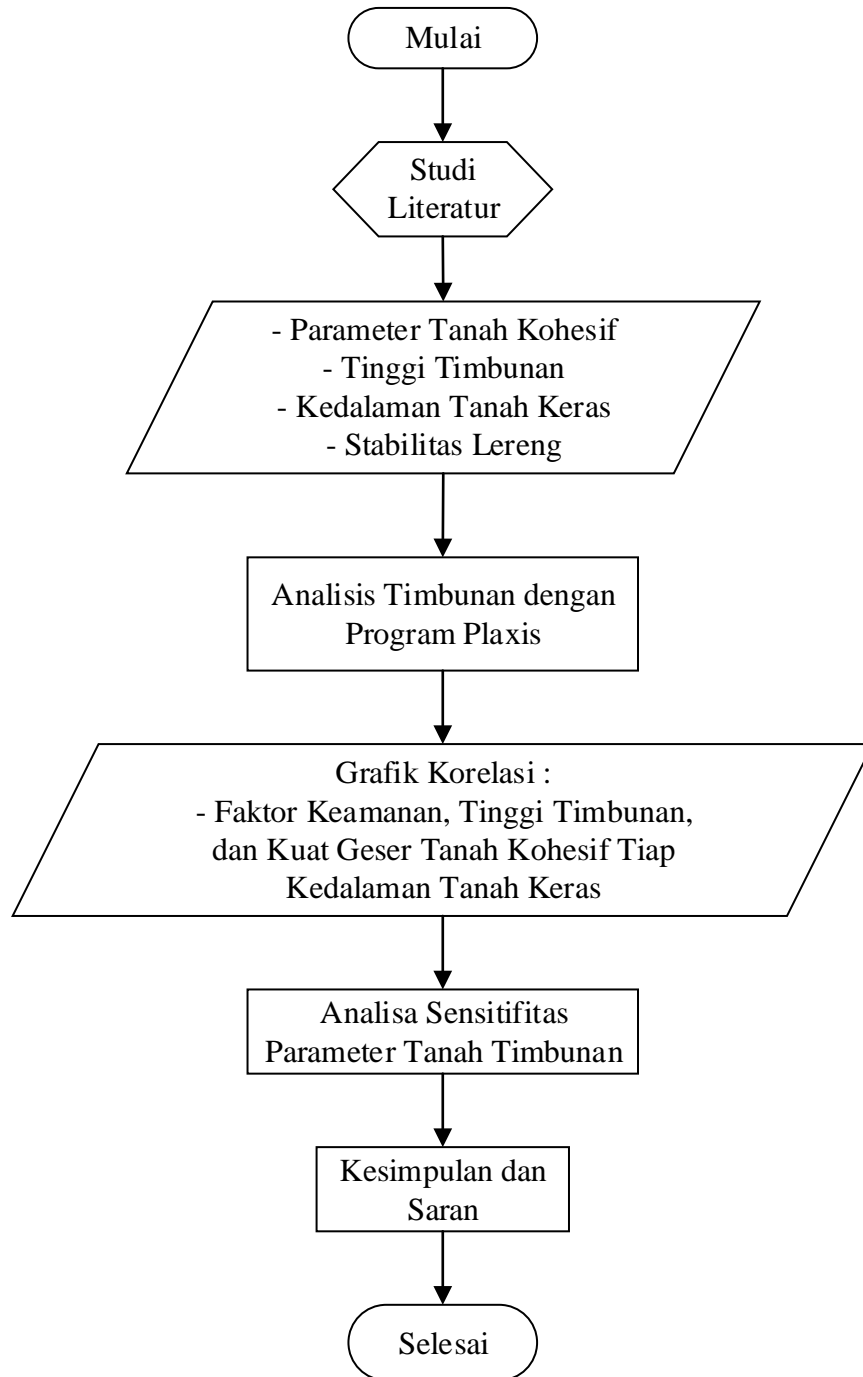 Mulai
Studi
Literatur
- Parameter Tanah Kohesif
- Tinggi Timbunan
- Kedalaman Tanah Keras
- Stabilitas Lereng
Analisis Timbunan dengan
Program Plaxis
Grafik Korelasi :
- Faktor Keamanan, Tinggi Timbunan,
dan Kuat Geser Tanah Kohesif Tiap
Kedalaman Tanah Keras
Analisa Sensitifitas
Parameter Tanah Timbunan
Kesimpulan dan
Saran
Selesai